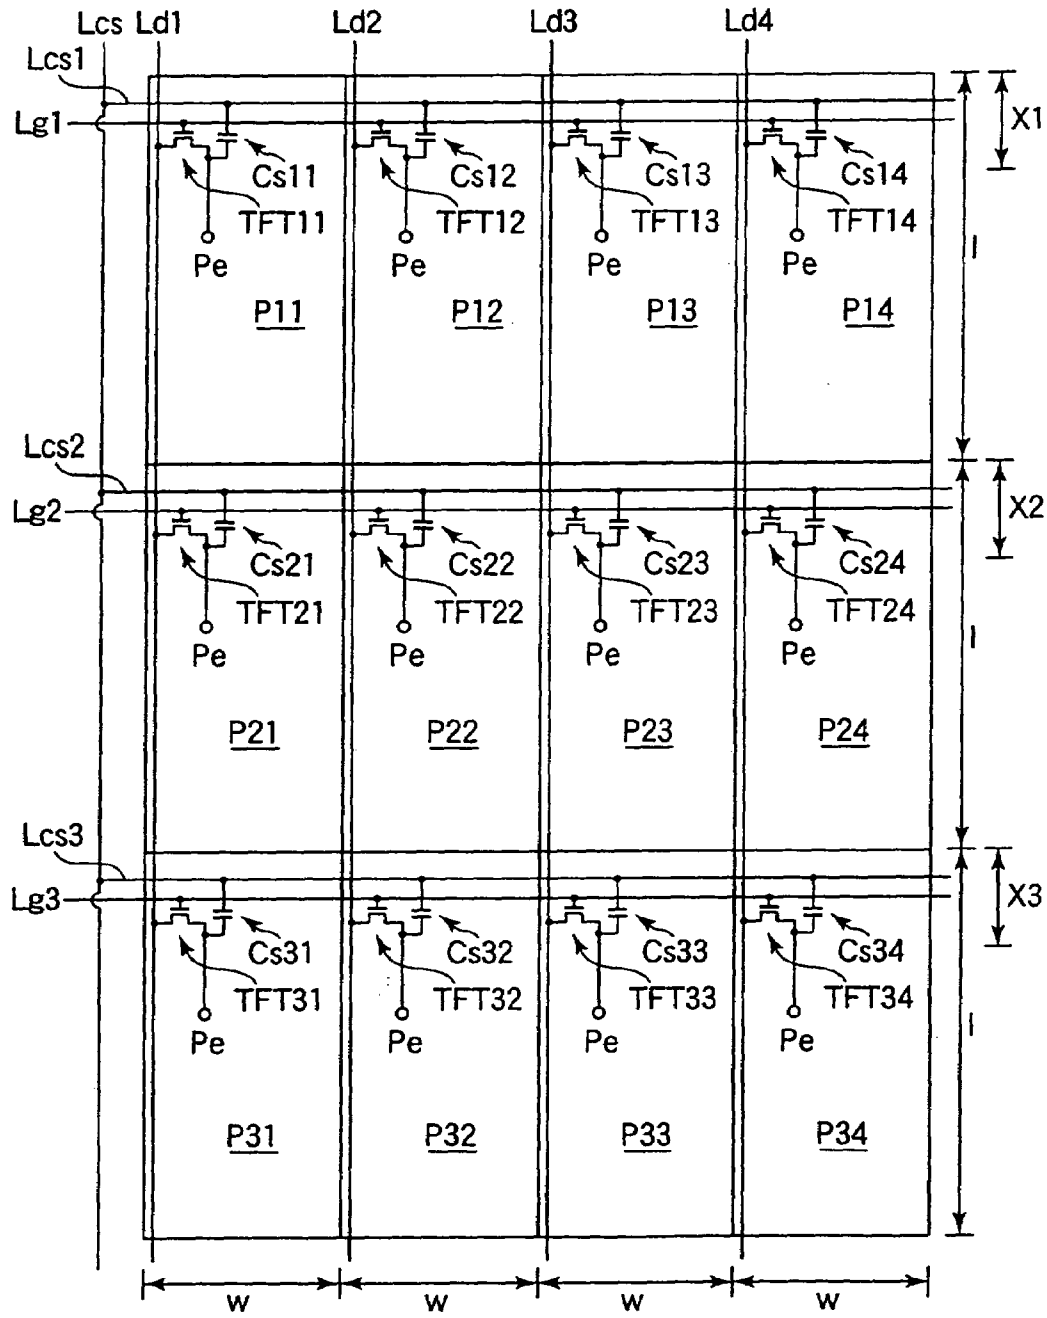 Lcs Ld1 Ld2 Ld3 Ld4
Lcs1
Lg1 X1
Cs11 Cs12 Cs13 Cs14
TFT11 TFT12 TFT13 TFT14
l
Pe Pe Pe Pe
P11 P12 P13 P14
Lcs2
Lg2 X2
Cs21 Cs22 Cs23 Cs24
TFT21 TFT22 TFT23 TFT24
l
Pe Pe Pe Pe
P21 P22 P23 P24
Lcs3
Lg3 X3
Cs31 Cs32 Cs33 Cs34
TFT31 TFT32 TFT33 TFT34
l
Pe Pe Pe Pe
P31 P32 P33 P34
w w w w